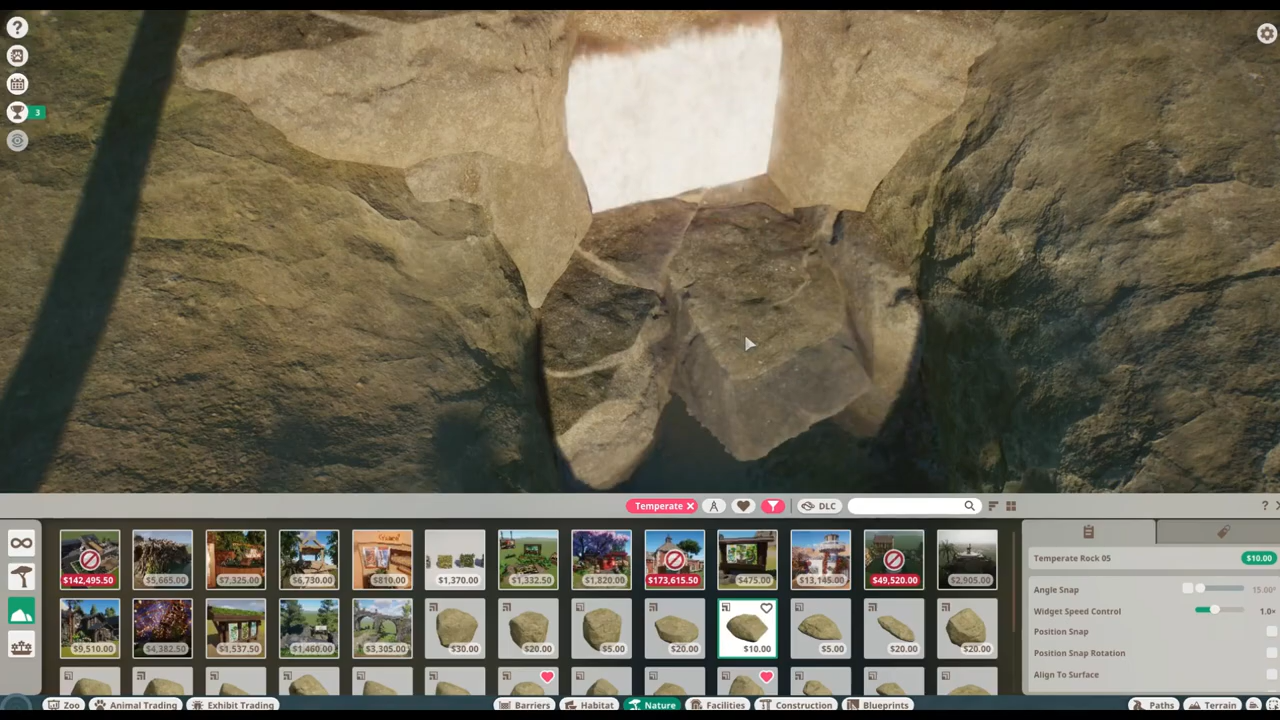 ?
3
Temperate ×
DLC
?
$142,495.50
$5,665.00
$7,325.00
$6,730.00
$810.00
$1,370.00
$1,332.50
$1,820.00
$173,615.50
$475.00
$13,145.00
$49,520.00
$2,905.00
$9,510.00
$4,382.50
$1,537.50
$1,460.00
$3,305.00
$30.00
$20.00
$5.00
$20.00
$10.00
$5.00
$20.00
$20.00
Temperate Rock 05
$10.00
Angle Snap
15.00°
Widget Speed Control
1.0×
Position Snap
Position Snap Rotation
Align To Surface
Zoo
Animal Trading
Exhibit Trading
Barriers
Habitat
Nature
Facilities
Construction
Blueprints
Paths
Terrain